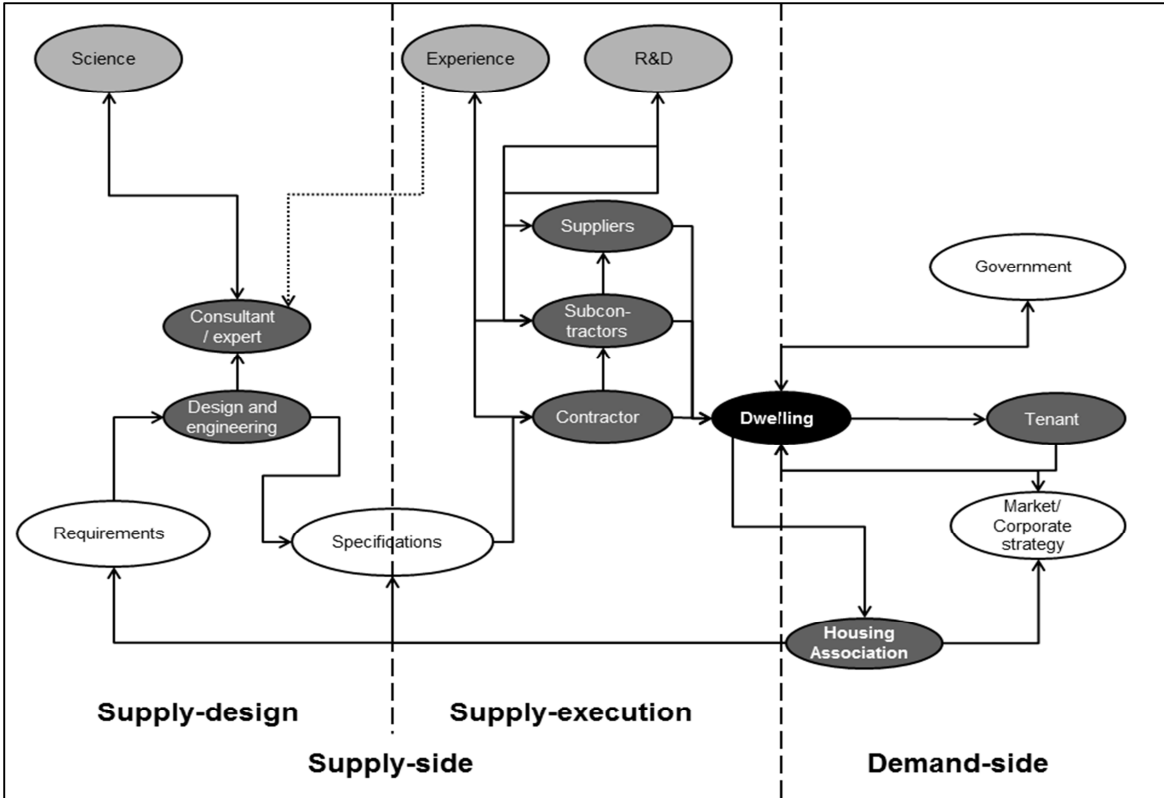 Science
Experience
R&D
Suppliers
Government
Consultant
/ expert
Subcon-
tractors
Design and
engineering
Contractor
Dwelling
Tenant
Requirements
Specifications
Market/
Corporate
strategy
Housing
Association
Supply-design
Supply-execution
Supply-side
Demand-side